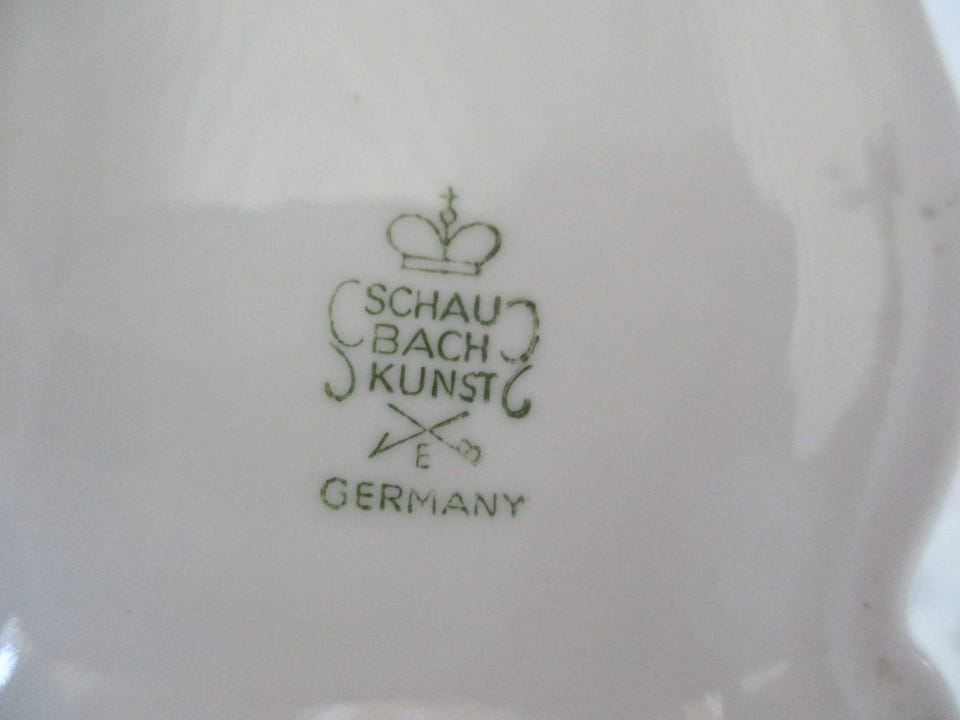 SCHAU
BACH
KUNST
E B
GERMANY